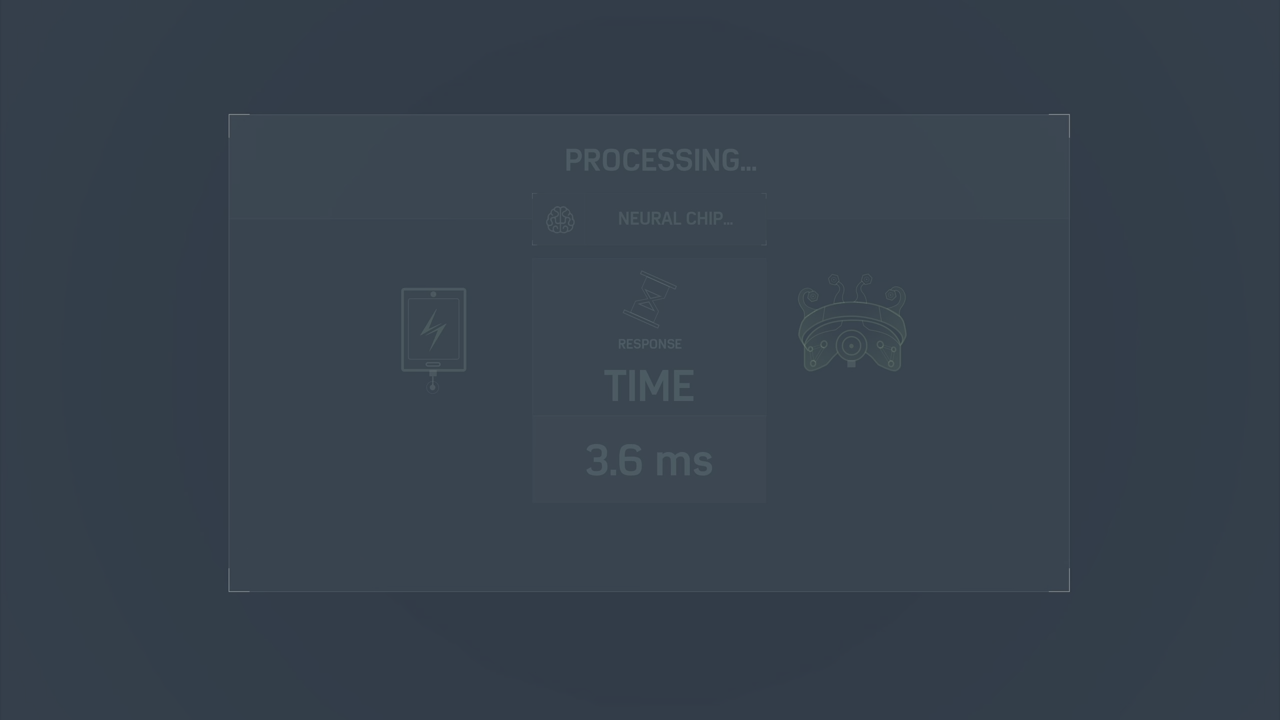 PROCESSING...
NEURAL CHIP...
RESPONSE
TIME
3.6 ms